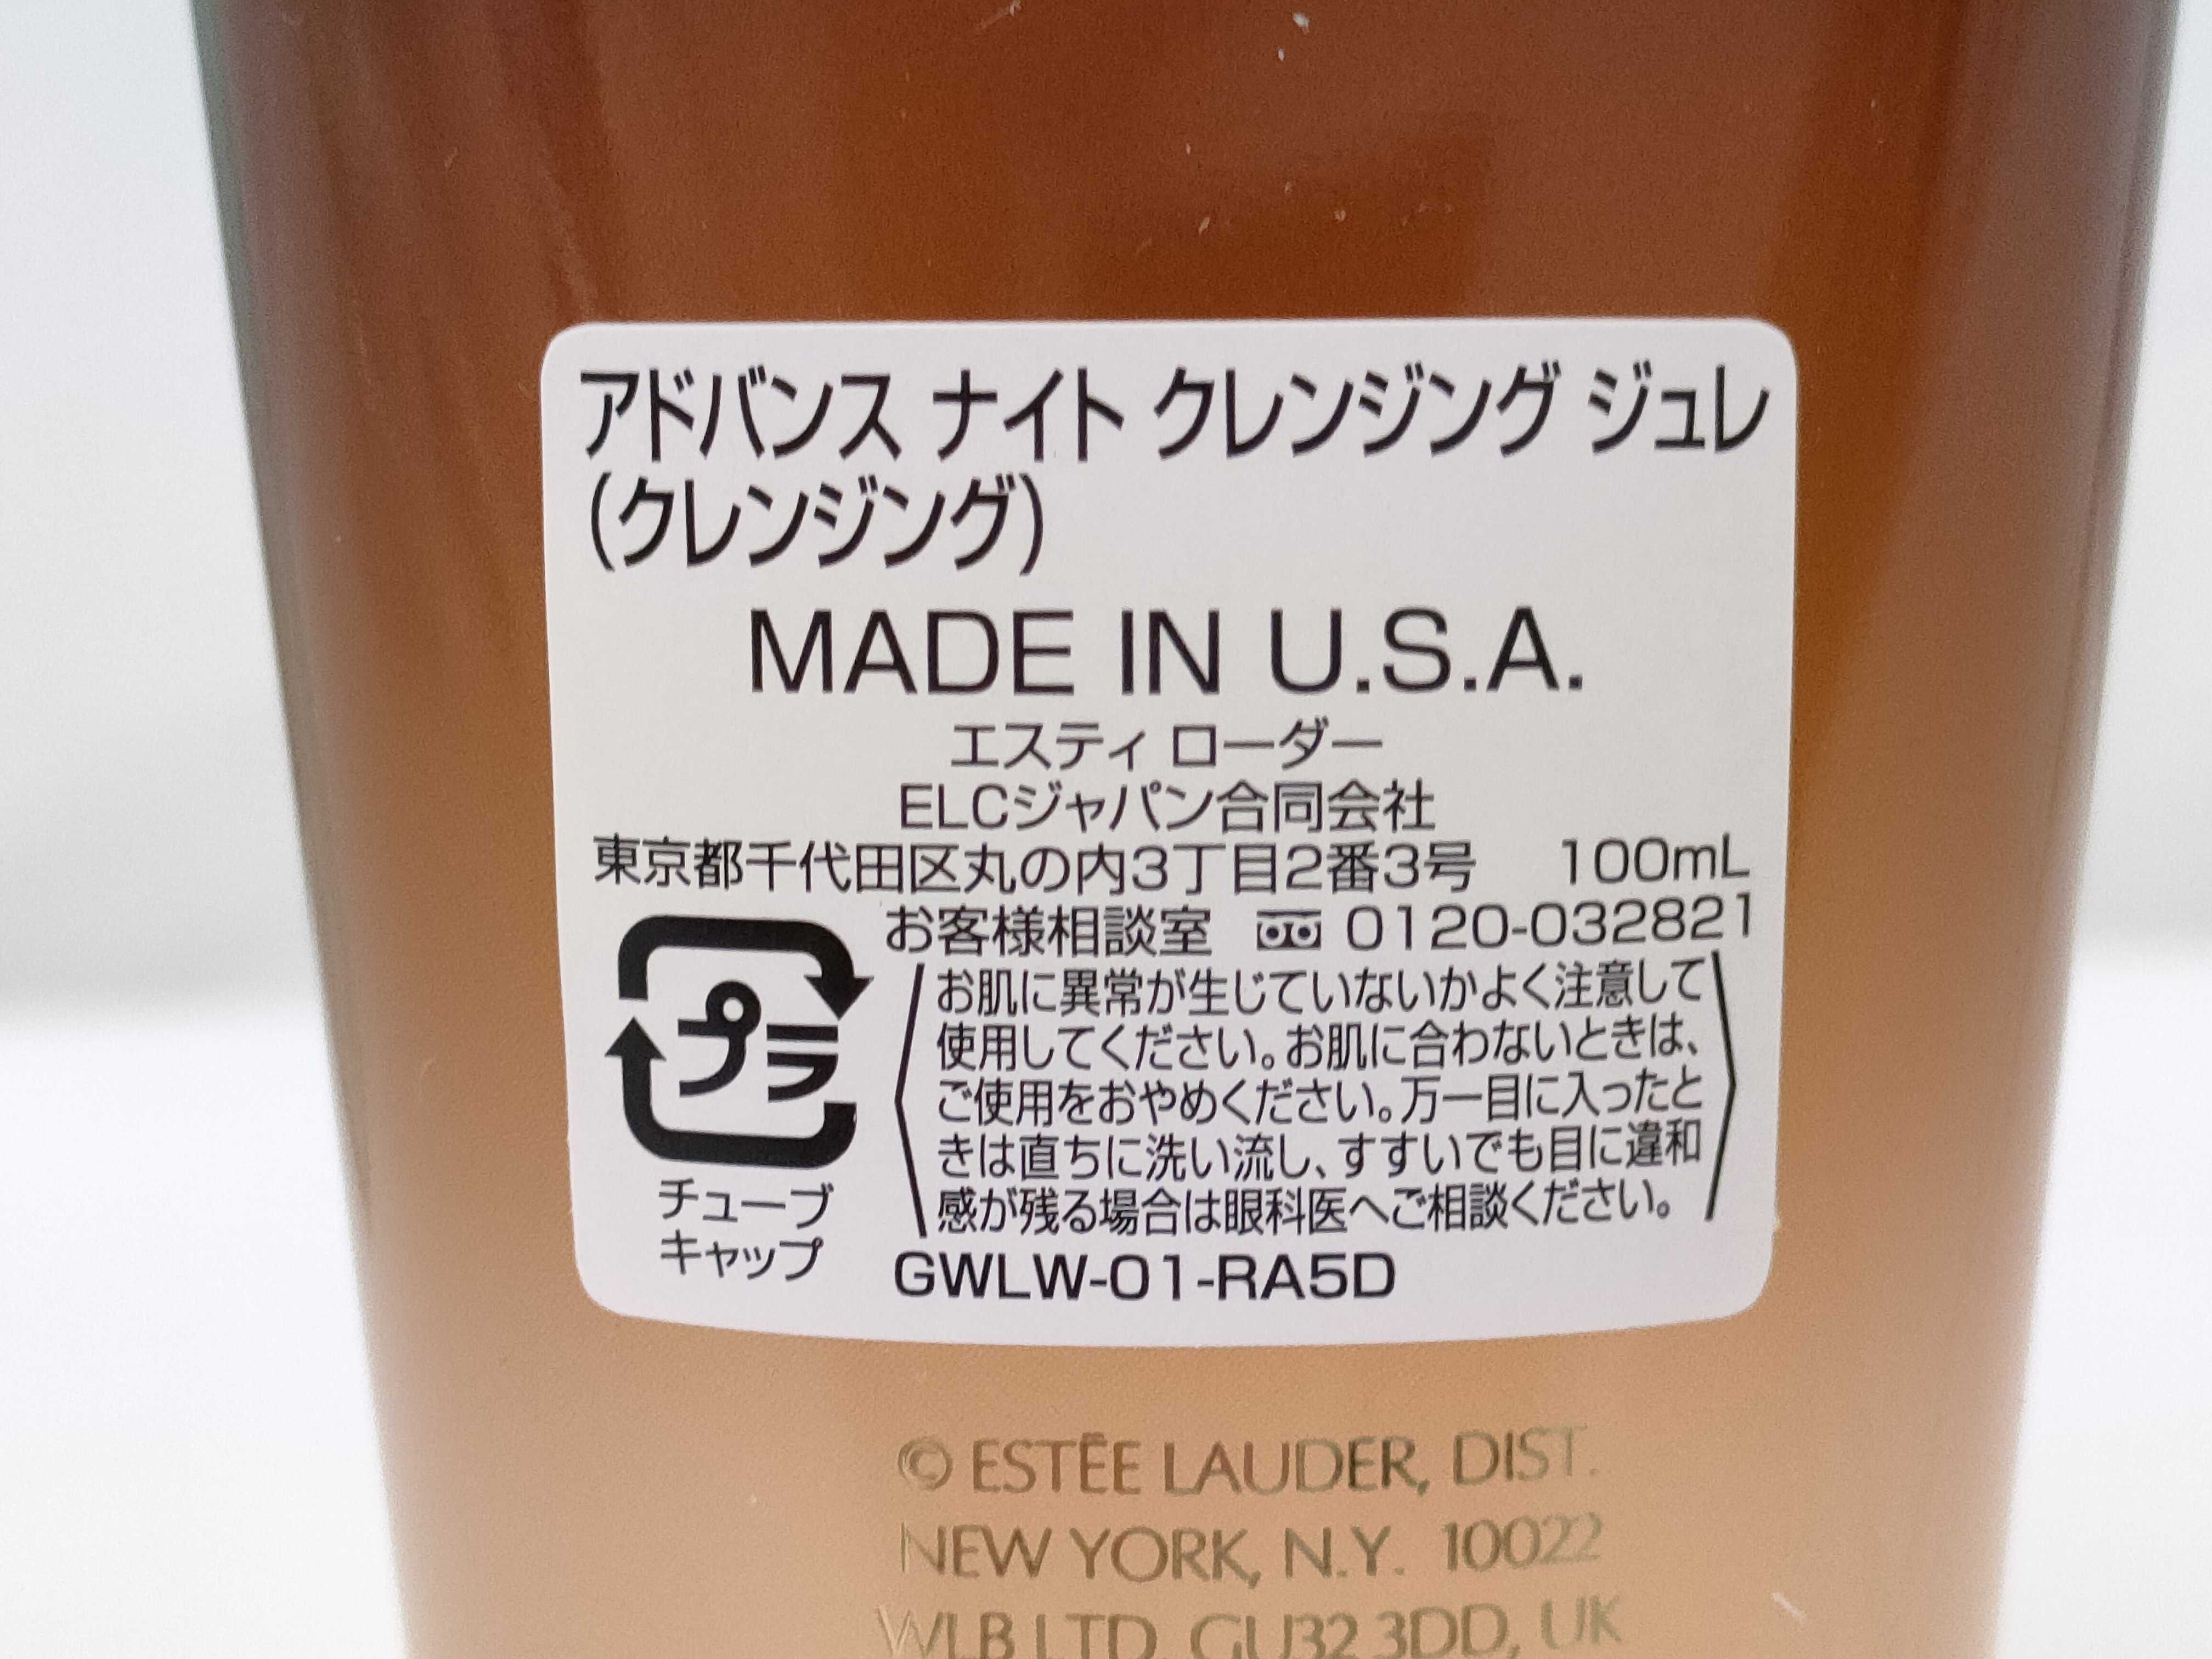 アドバンス ナイト クレンジング ジュレ
(クレンジング)
MADE IN U.S.A.
エスティ ローダー
ELCジャパン合同会社
東京都千代田区丸の内3丁目2番3号 100mL
お客様相談室 0120-032821
プラ
チューブ
キャップ
お肌に異常が生じていないかよく注意して
使用してください。お肌に合わないときは、
ご使用をおやめください。万一目に入ったと
きは直ちに洗い流し、すすいでも目に違和
感が残る場合は眼科医へご相談ください。
GWLW-01-RA5D
© ESTĒE LAUDER, DIST.
NEW YORK, N.Y. 10022
WLB LTD, GU32 3DD, UK